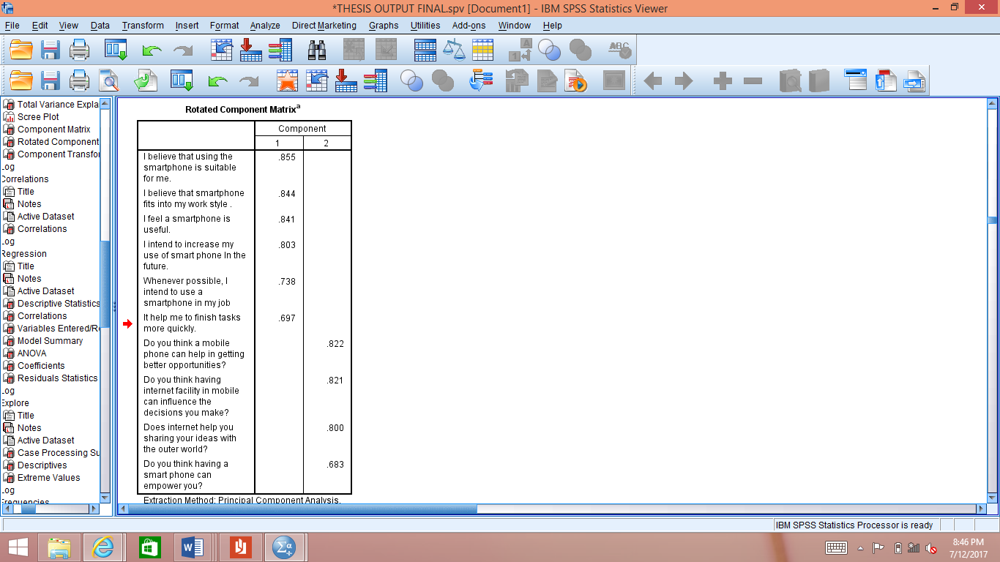 *THESIS OUTPUT FINAL.spv [Document1] - IBM SPSS Statistics Viewer
File Edit View Data Transform Insert Format Analyze Direct Marketing Graphs Utilities Add-ons Window Help
A
1
ABC
Total Variance Expla
Scree Plot
Component Matrix
Rotated Component
Component Transfor
Log
Correlations
Title
Notes
Active Dataset
Correlations
Log
Regression
Title
Notes
Active Dataset
Descriptive Statistics
Correlations
Variables Entered/Re
Model Summary
ANOVA
Coefficients
Residuals Statistics
Log
Explore
Title
Notes
Active Dataset
Case Processing Su
Descriptives
Extreme Values
Log
Frequencies
Rotated Component Matrixa
Component
1 2
I believe that using the .855
smartphone is suitable
for me.
I believe that smartphone .844
fits into my work style .
I feel a smartphone is .841
useful.
I intend to increase my .803
use of smart phone In the
future.
Whenever possible, I .738
intend to use a
smartphone in my job
It help me to finish tasks .697
more quickly.
Do you think a mobile .822
phone can help in getting
better opportunities?
Do you think having .821
internet facility in mobile
can influence the
decisions you make?
Does internet help you .800
sharing your ideas with
the outer world?
Do you think having a .683
smart phone can
empower you?
Extraction Method: Principal Component Analysis.
IBM SPSS Statistics Processor is ready
8:46 PM
7/12/2017